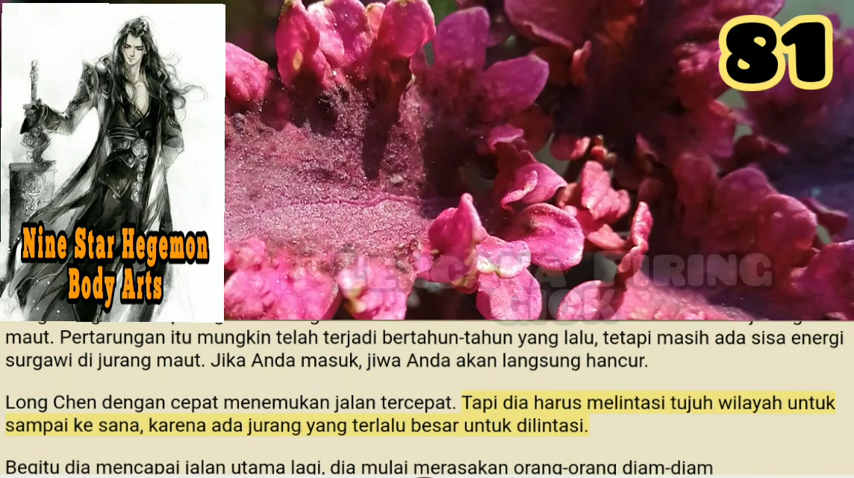 81
Nine Star Hegemon
Body Arts
maut. Pertarungan itu mungkin telah terjadi bertahun-tahun yang lalu, tetapi masih ada sisa energi
surgawi di jurang maut. Jika Anda masuk, jiwa Anda akan langsung hancur.
Long Chen dengan cepat menemukan jalan tercepat. Tapi dia harus melintasi tujuh wilayah untuk
sampai ke sana, karena ada jurang yang terlalu besar untuk dilintasi.
Begitu dia mencapai jalan utama lagi, dia mulai merasakan orang-orang diam-diam